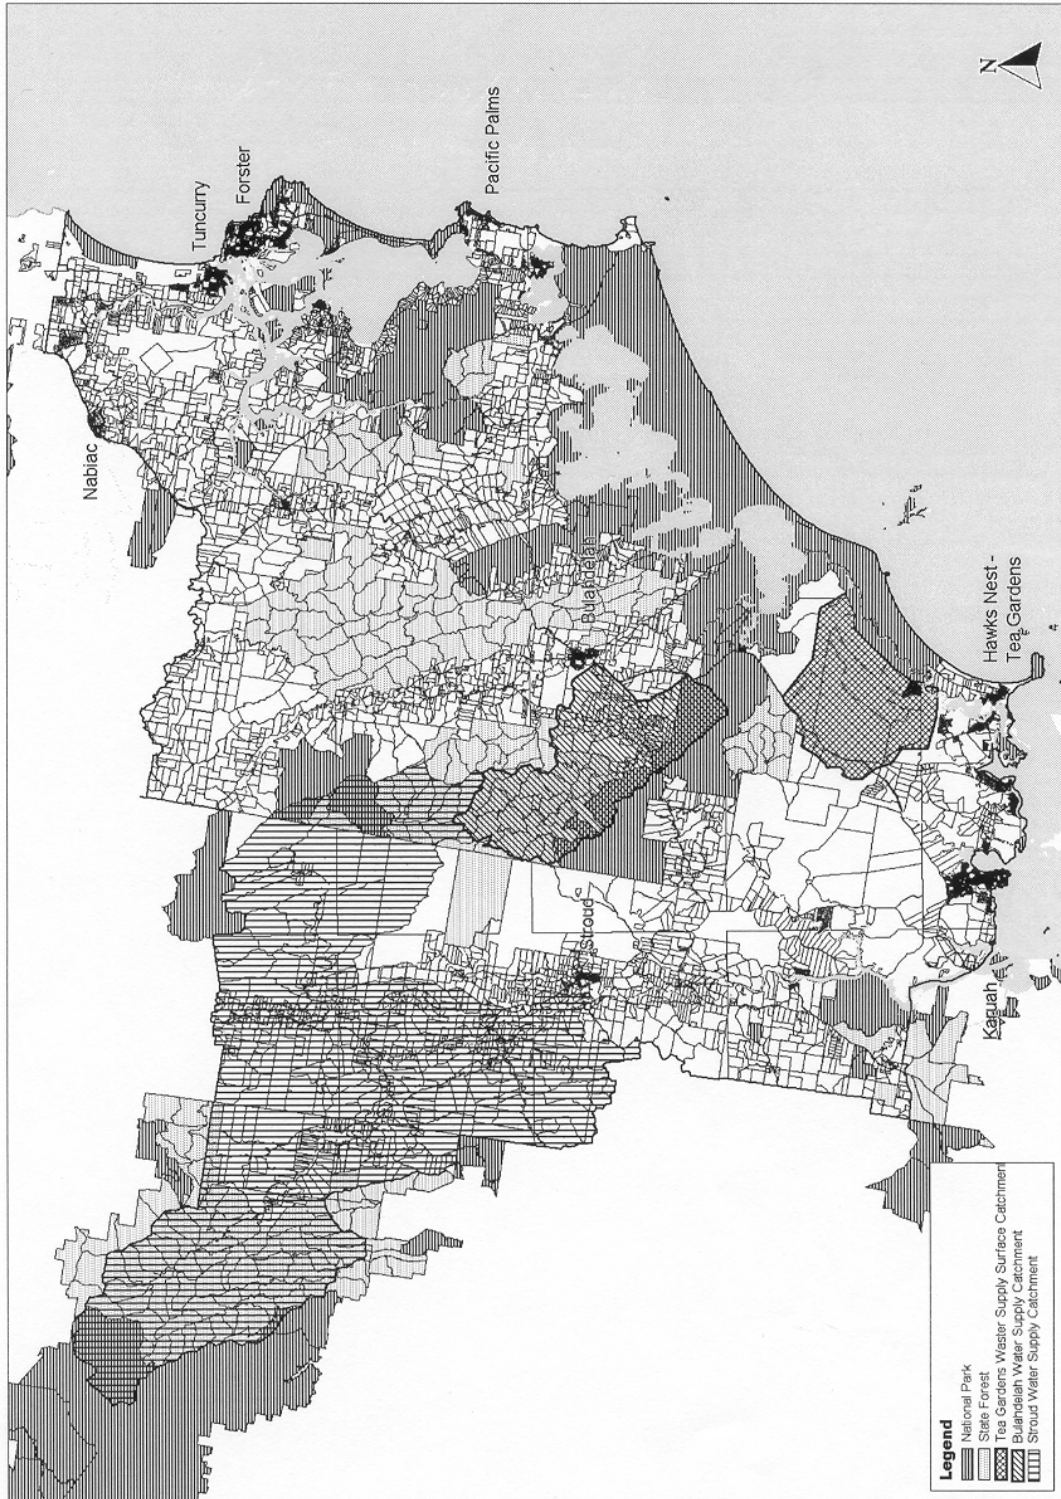 N
Tuncurry
Forster
Pacific Palms
Nabiac
Bulahdelah
Hawks Nest -
Tea Gardens
Stroud
Karuah
Legend
National Park
State Forest
Tea Gardens Waster Supply Surface Catchment
Bulahdelah Water Supply Catchment
Stroud Water Supply Catchment